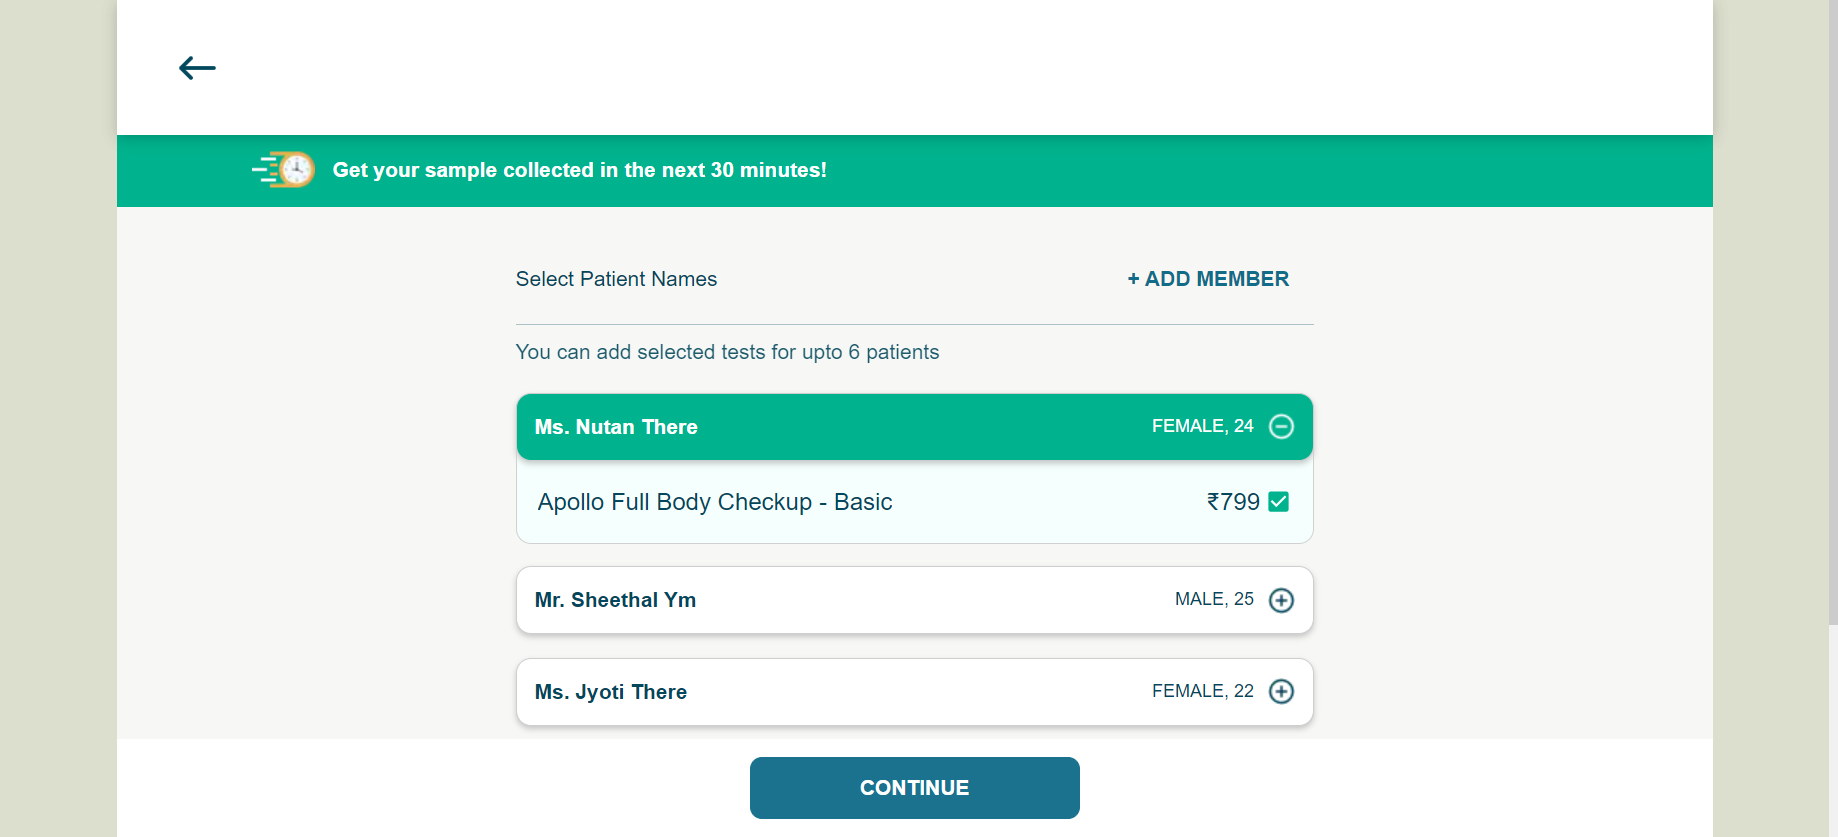 Get your sample collected in the next 30 minutes!
Select Patient Names
+ ADD MEMBER
You can add selected tests for upto 6 patients
Ms. Nutan There
FEMALE, 24
Apollo Full Body Checkup - Basic
₹799
Mr. Sheethal Ym
MALE, 25
Ms. Jyoti There
FEMALE, 22
CONTINUE